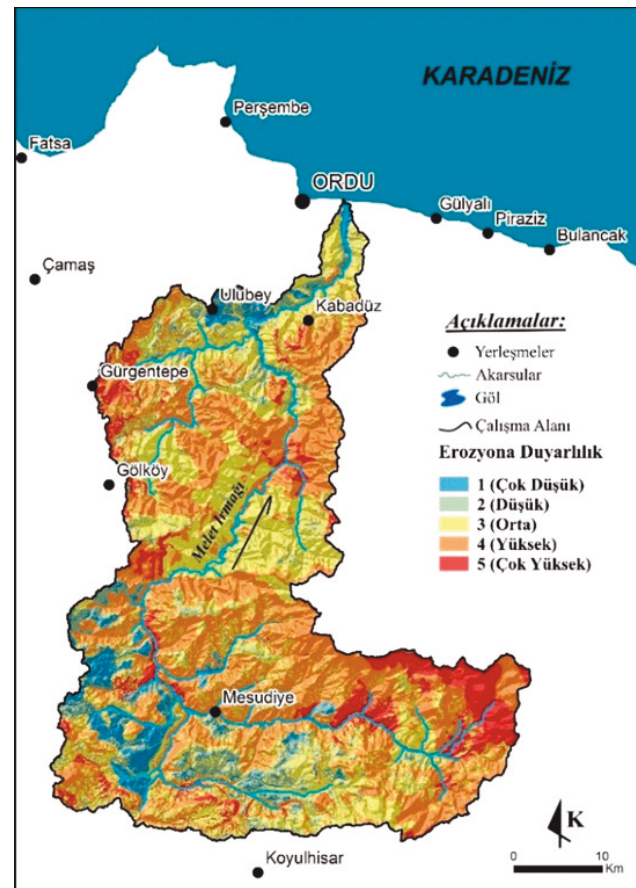 KARADENİZ
Perşembe
Fatsa
ORDU
Gülyalı
Piraziz
Bulancak
Çamaş
Ulubey
Kabadüz
Açıklamalar:
Yerleşmeler
Akarsular
Göl
Çalışma Alanı
Erozyona Duyarlılık
1 (Çok Düşük)
2 (Düşük)
3 (Orta)
4 (Yüksek)
5 (Çok Yüksek)
Gürgentepe
Gölköy
Melet Irmağı
Mesudiye
Koyulhisar
K
0 10
Km